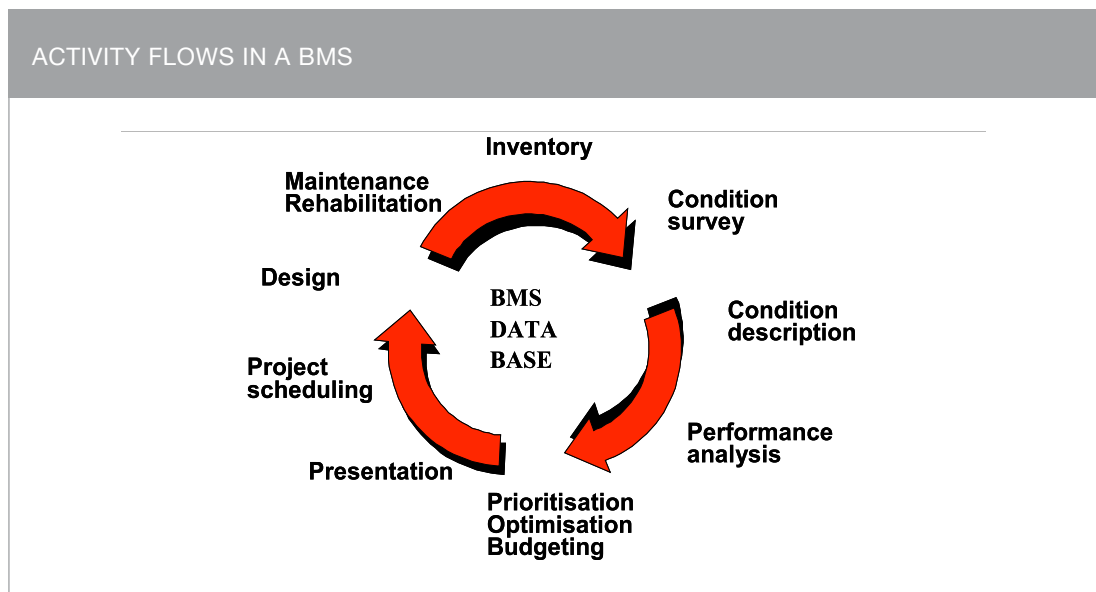 ACTIVITY FLOWS IN A BMS
Inventory
Maintenance
Rehabilitation
Condition
survey
Design
BMS
DATA
BASE
Condition
description
Project
scheduling
Performance
analysis
Presentation
Prioritisation
Optimisation
Budgeting